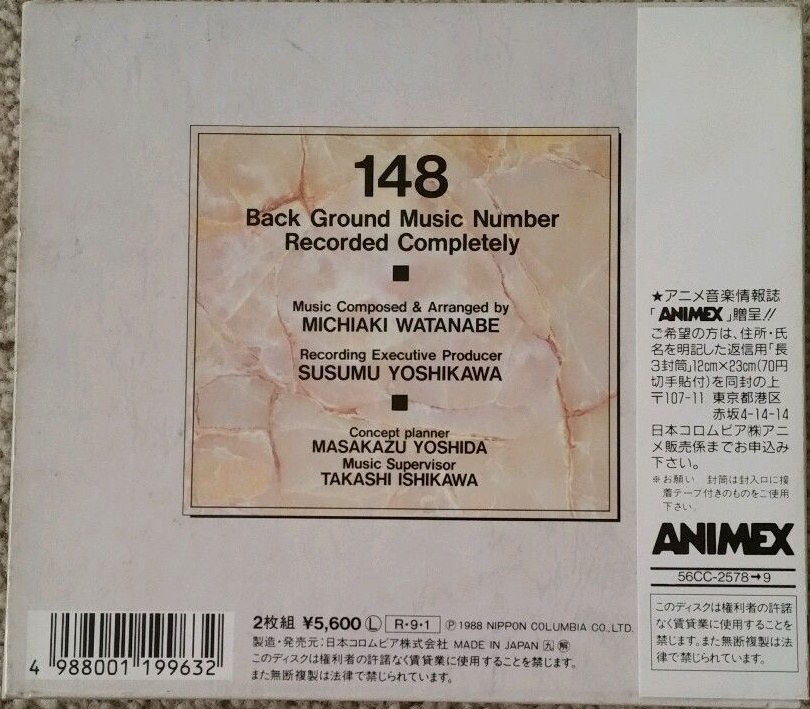 148
Back Ground Music Number
Recorded Completely
■
Music Composed & Arranged by
MICHIAKI WATANABE
Recording Executive Producer
SUSUMU YOSHIKAWA
■
Concept planner
MASAKAZU YOSHIDA
Music Supervisor
TAKASHI ISHIKAWA
4 988001 199632
2枚組 ¥5,600 Ⓛ R・9・1 Ⓟ1988 NIPPON COLUMBIA CO.,LTD.
製造・発売元:日本コロムビア株式会社 MADE IN JAPAN
このディスクは権利者の許諾なく賃貸業に使用することを禁じます。
また無断複製は法律で禁じられています。
★アニメ音楽情報誌
「ANIMEX」贈呈!!
ご希望の方は、住所・氏
名を明記した返信用「長
3封筒」12cm×23cm(70円
切手貼付)を同封の上
〒107-11 東京都港区
赤坂4-14-14
日本コロムビア(株)アニ
メ販売係までお申込み
下さい。
※お願い 封筒は封入口に接
着テープ付きのものをご使用
下さい。
ANIMEX
56CC-2578➔9
このディスクは権利者の許諾
なく賃貸業に使用することを
禁じます。また無断複製は法
律で禁じられています。